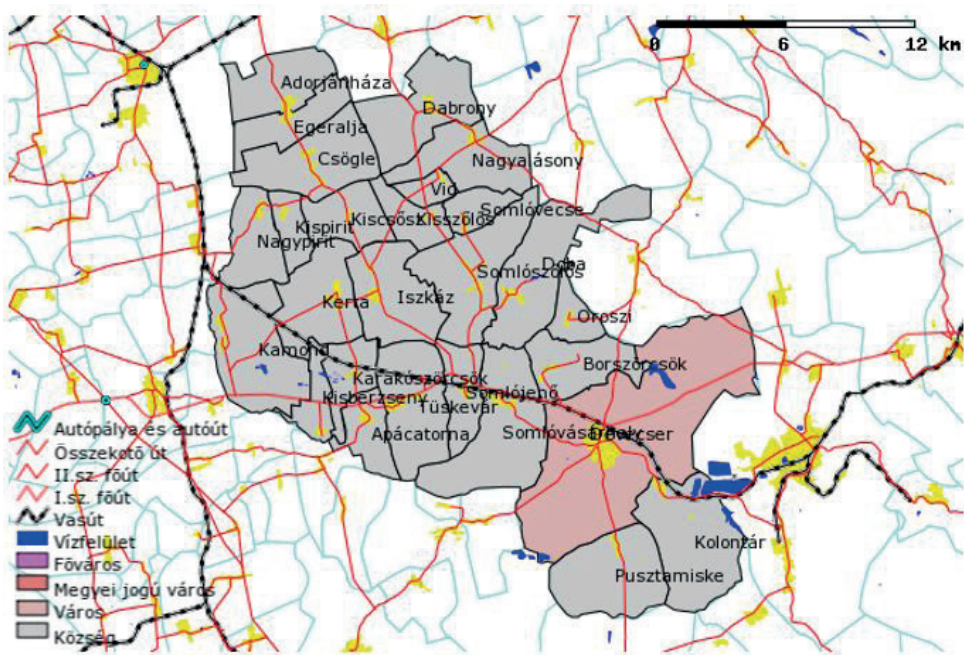 0 6 12 km
Adorjánháza
Dabrony
Egeralja
Csögle
Nagyalásony
Vid
Somlóvecse
Kiscsősz
Kisszőlős
Kispirit
Nagypirit
Doba
Somlószőlős
Iszkáz
Kerta
Oroszi
Kamond
Borszörcsök
Karakószörcsök
Somlójenő
Kisberzseny
Tüskevár
Apácatorna
Somlóvásárhely
Devecser
Kolontár
Pusztamiske
Autópálya és autóút
Összekötő út
II.sz. főút
I.sz. főút
Vasút
Vízfelület
Főváros
Megyei jogú város
Város
Község